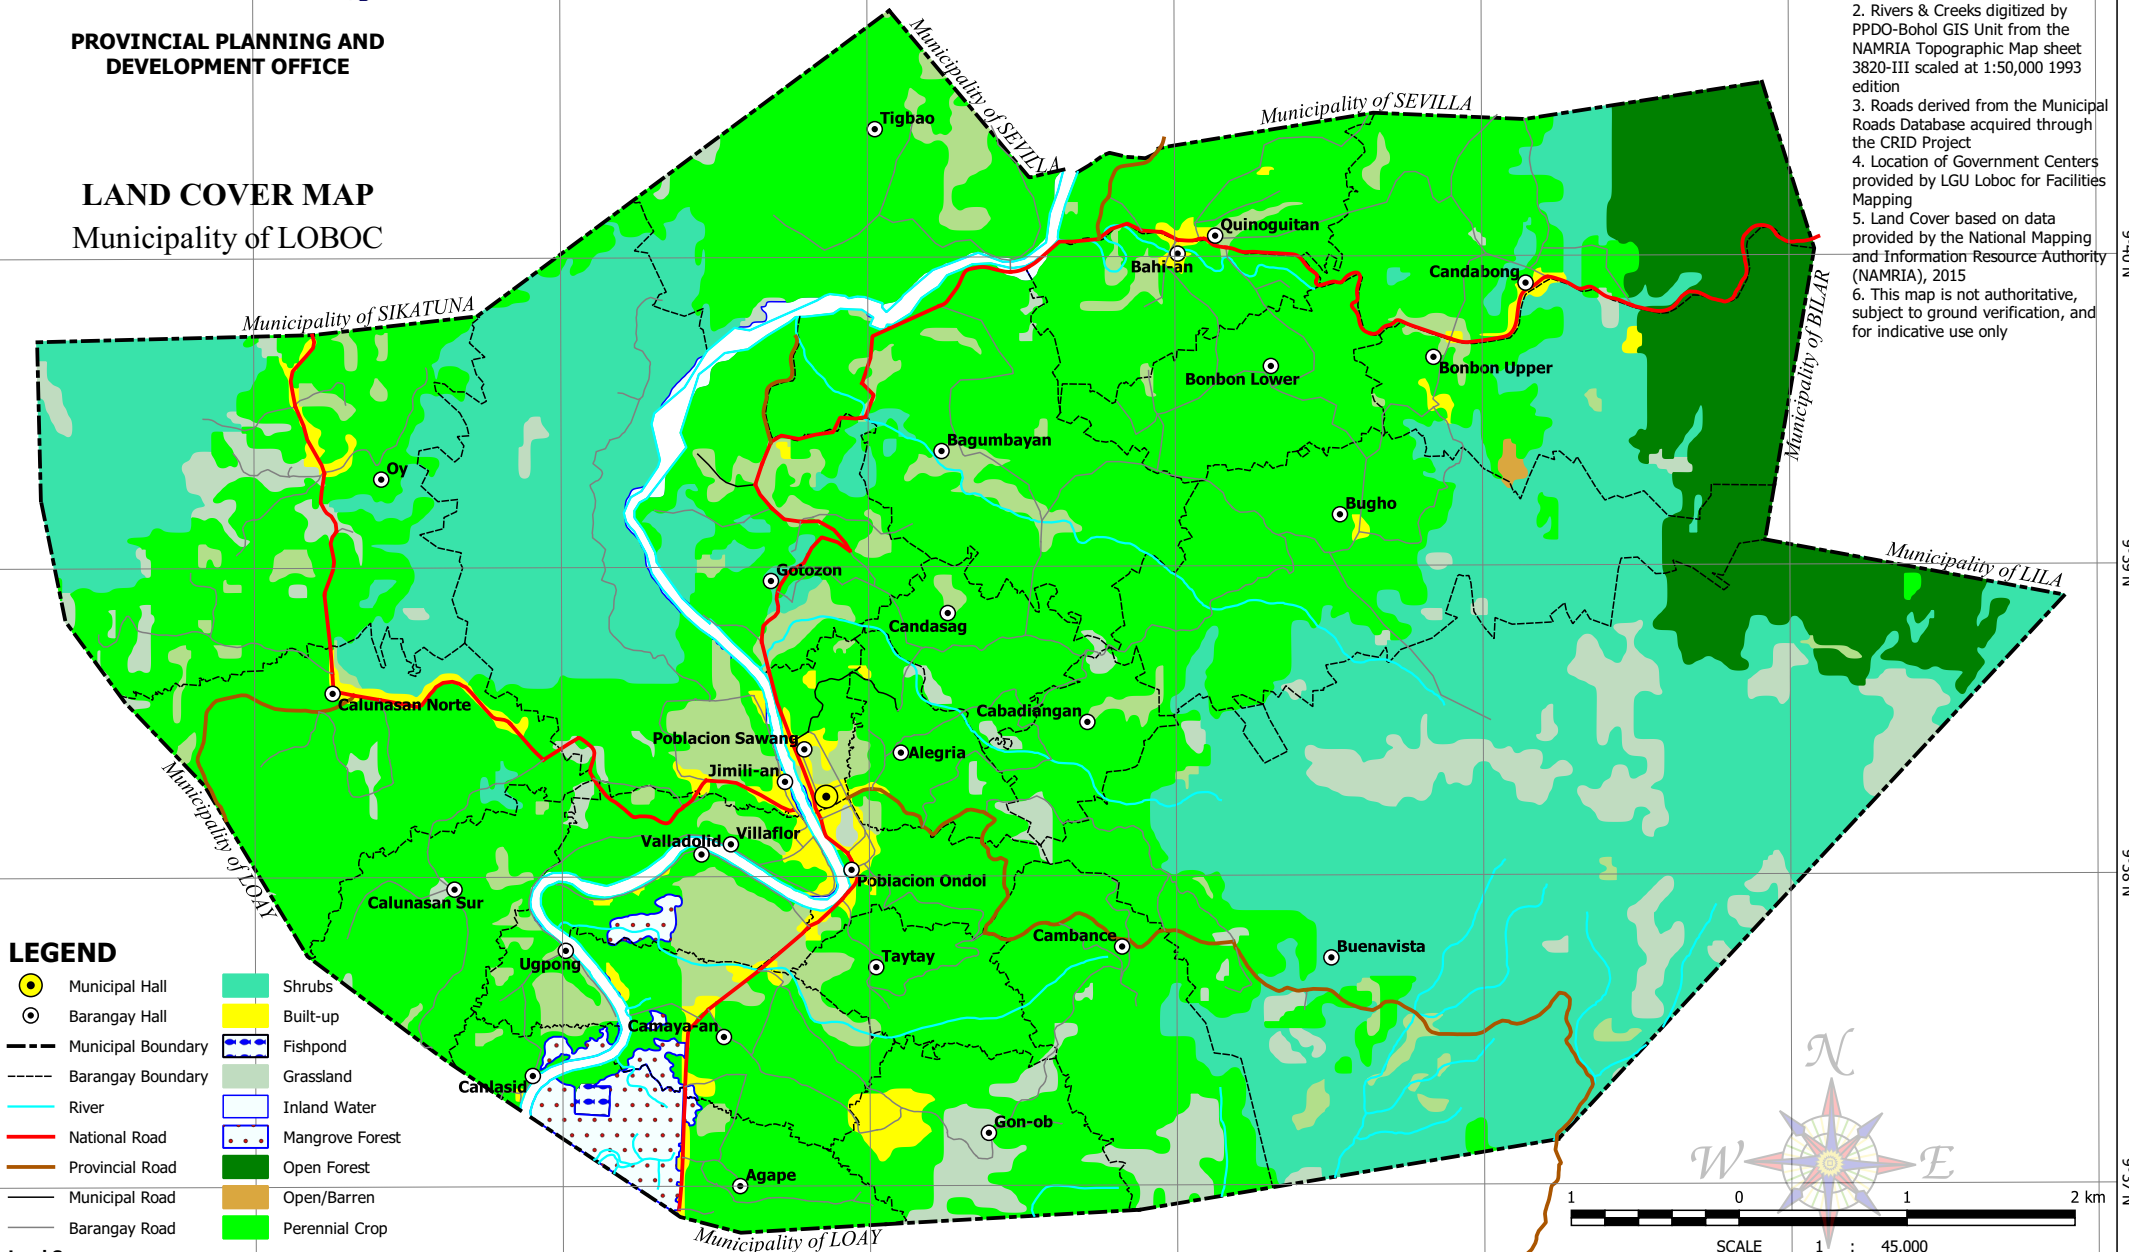 PROVINCIAL PLANNING AND
DEVELOPMENT OFFICE
LAND COVER MAP
Municipality of LOBOC
2. Rivers & Creeks digitized by
PPDO-Bohol GIS Unit from the
NAMRIA Topographic Map sheet
3820-III scaled at 1:50,000 1993
edition
3. Roads derived from the Municipal
Roads Database acquired through
the CRID Project
4. Location of Government Centers
provided by LGU Loboc for Facilities
Mapping
5. Land Cover based on data
provided by the National Mapping
and Information Resource Authority
(NAMRIA), 2015
6. This map is not authoritative,
subject to ground verification, and
for indicative use only
Municipality of SEVILLA
Municipality of SEVILLA
Municipality of SIKATUNA
Municipality of BILAR
Municipality of LILA
Municipality of LOAY
Municipality of LOAY
Tigbao
Quinoguitan
Bahi-an
Candabong
Bonbon Lower
Bonbon Upper
Bagumbayan
Oy
Bugho
Gotozon
Candasag
Calunasan Norte
Cabadiangan
Poblacion Sawang
Alegria
Jimili-an
Villaflor
Valladolid
Poblacion Ondol
Calunasan Sur
Cambance
Buenavista
Ugpong
Taytay
Camaya-an
Canlasid
Gon-ob
Agape
LEGEND
Municipal Hall
Barangay Hall
Municipal Boundary
Barangay Boundary
River
National Road
Provincial Road
Municipal Road
Barangay Road
Shrubs
Built-up
Fishpond
Grassland
Inland Water
Mangrove Forest
Open Forest
Open/Barren
Perennial Crop
N
W
E
1 0 1 2 km
SCALE 1 : 45,000